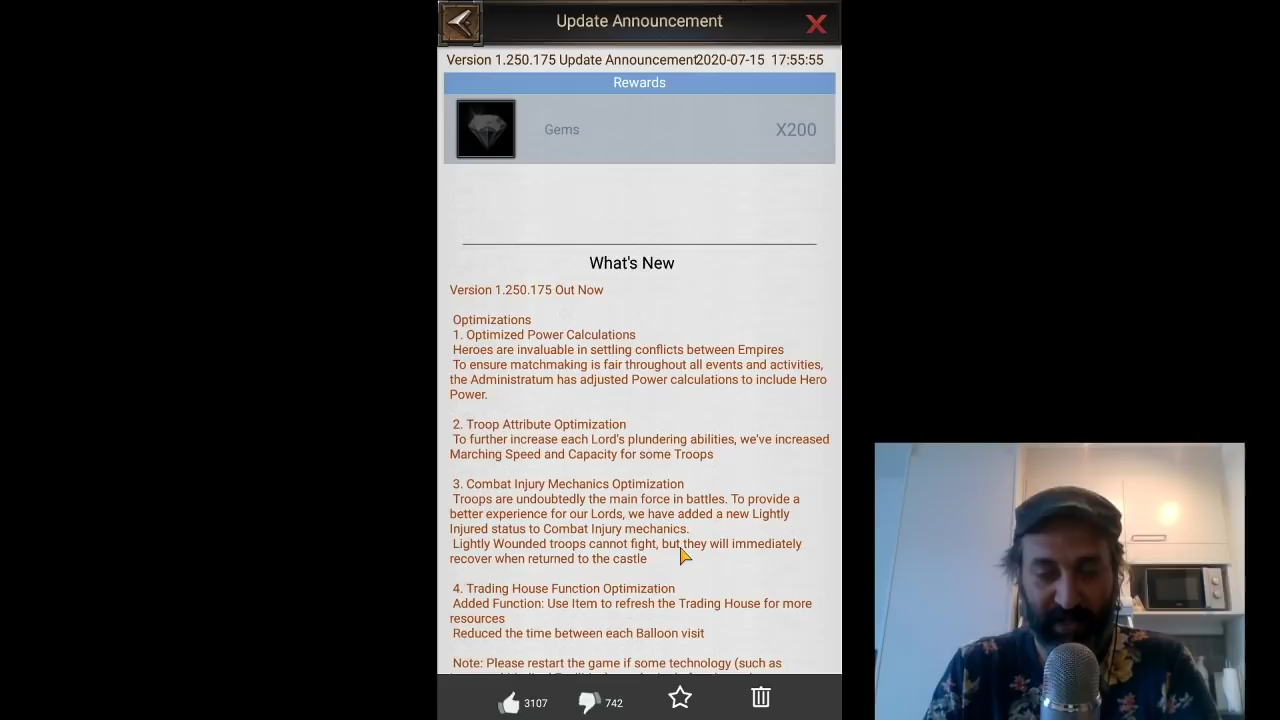 Update Announcement
Version 1.250.175 Update Announcement2020-07-15 17:55:55
Rewards
Gems X200
What's New
Version 1.250.175 Out Now
Optimizations
1. Optimized Power Calculations
Heroes are invaluable in settling conflicts between Empires
To ensure matchmaking is fair throughout all events and activities,
the Administratum has adjusted Power calculations to include Hero
Power.
2. Troop Attribute Optimization
To further increase each Lord's plundering abilities, we've increased
Marching Speed and Capacity for some Troops
3. Combat Injury Mechanics Optimization
Troops are undoubtedly the main force in battles. To provide a
better experience for our Lords, we have added a new Lightly
Injured status to Combat Injury mechanics.
Lightly Wounded troops cannot fight, but they will immediately
recover when returned to the castle
4. Trading House Function Optimization
Added Function: Use Item to refresh the Trading House for more
resources
Reduced the time between each Balloon visit
Note: Please restart the game if some technology (such as
3107 742